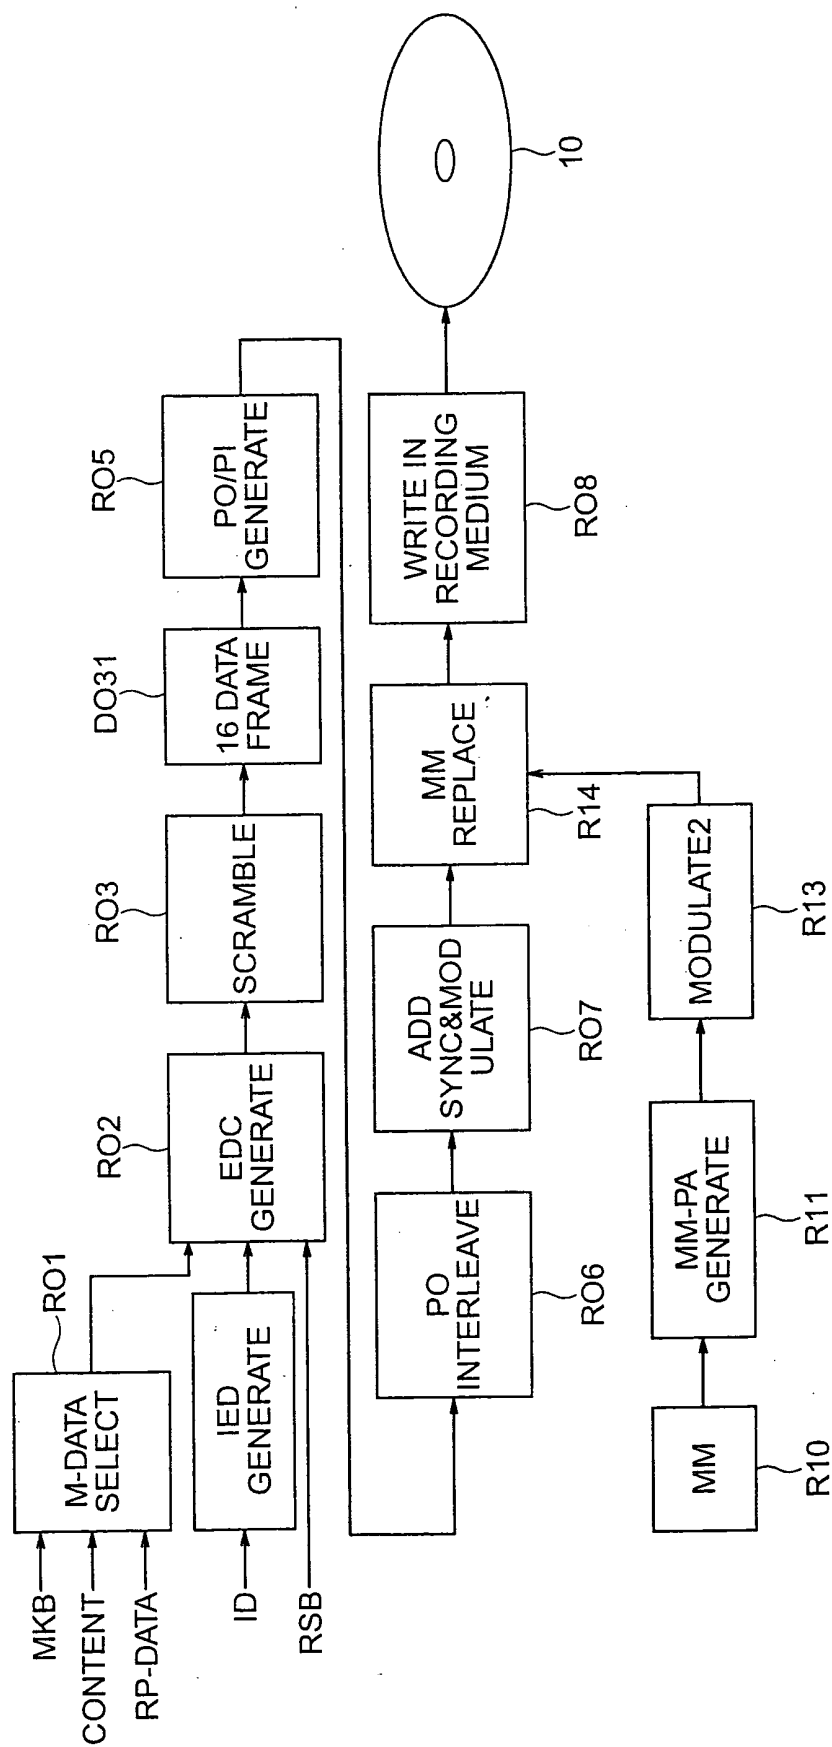 MKB
CONTENT
RP-DATA
M-DATA
SELECT
RO1
ID
IED
GENERATE
RSB
EDC
GENERATE
RO2
SCRAMBLE
RO3
16 DATA
FRAME
DO31
PO/PI
GENERATE
RO5
PO
INTERLEAVE
RO6
ADD
SYNC&MOD
ULATE
RO7
MM
REPLACE
R14
WRITE IN
RECORDING
MEDIUM
RO8
10
MM
R10
MM-PA
GENERATE
R11
MODULATE2
R13